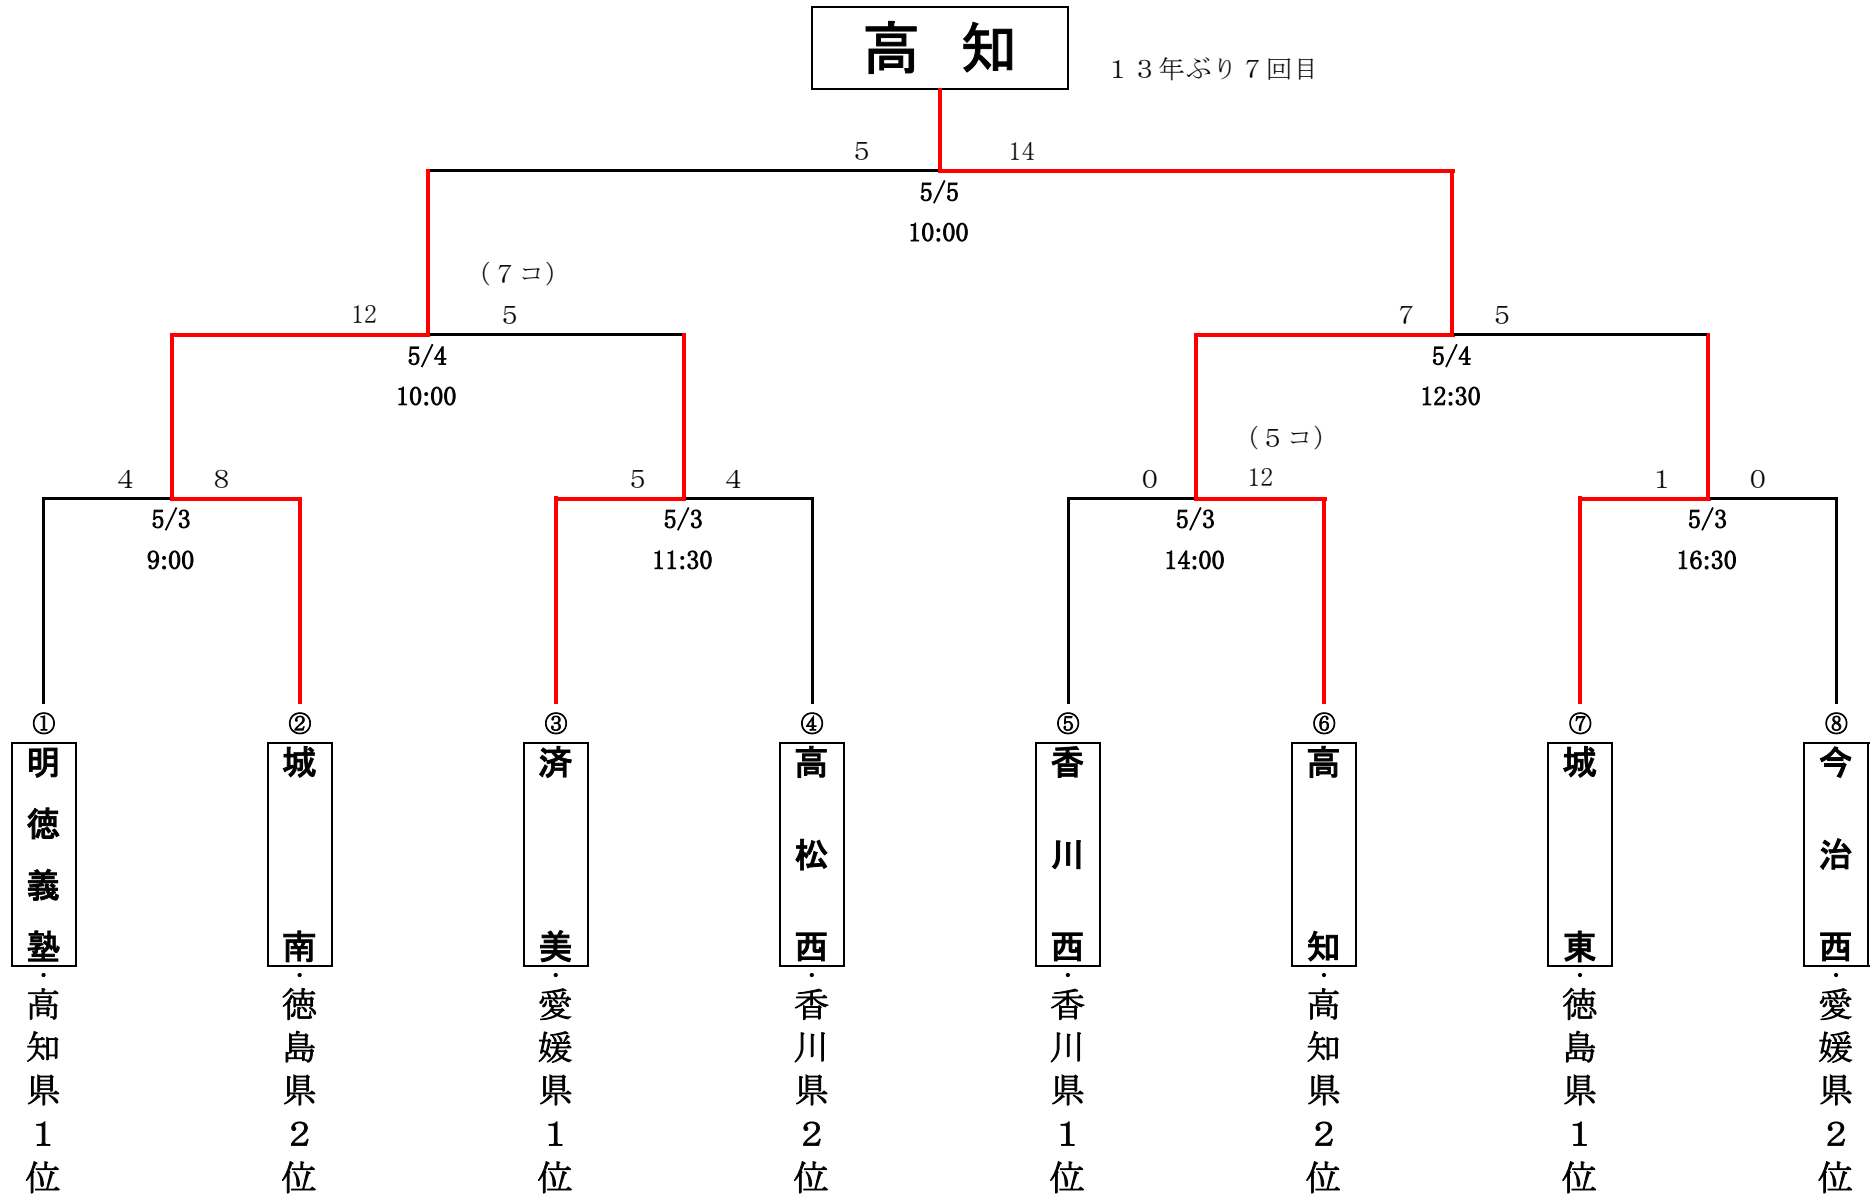 高　知
１３年ぶり７回目
5 14
5/5
10:00
（７コ）
12 5
7 5
5/4
10:00
5/4
12:30
（５コ）
4 8
5 4
0 12
1 0
5/3
9:00
5/3
11:30
5/3
14:00
5/3
16:30
①
明徳義塾・高知県１位
②
城南・徳島県２位
③
済美・愛媛県１位
④
高松西・香川県２位
⑤
香川西・香川県１位
⑥
高知・高知県２位
⑦
城東・徳島県１位
⑧
今治西・愛媛県２位